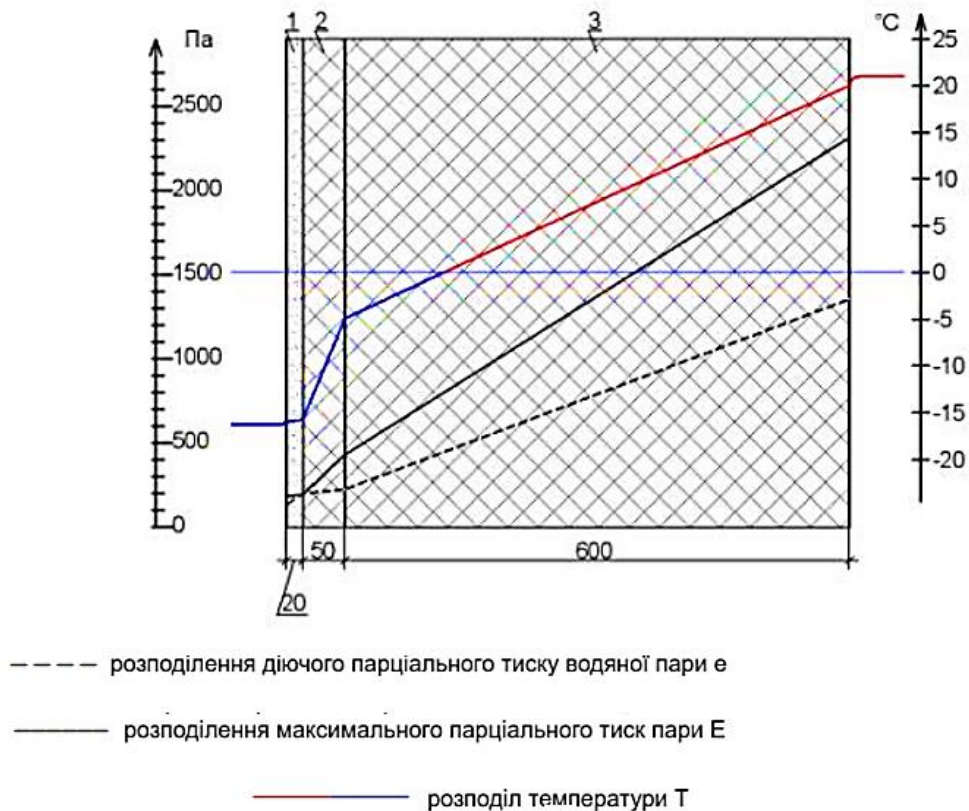 1 2 3
Па °C
25
2500 20
15
2000 10
5
1500 0
-5
1000 -10
-15
500 -20
0
50 600
20
розподілення діючого парціального тиску водяної пари е
розподілення максимального парціального тиск пари Е
розподіл температури Т